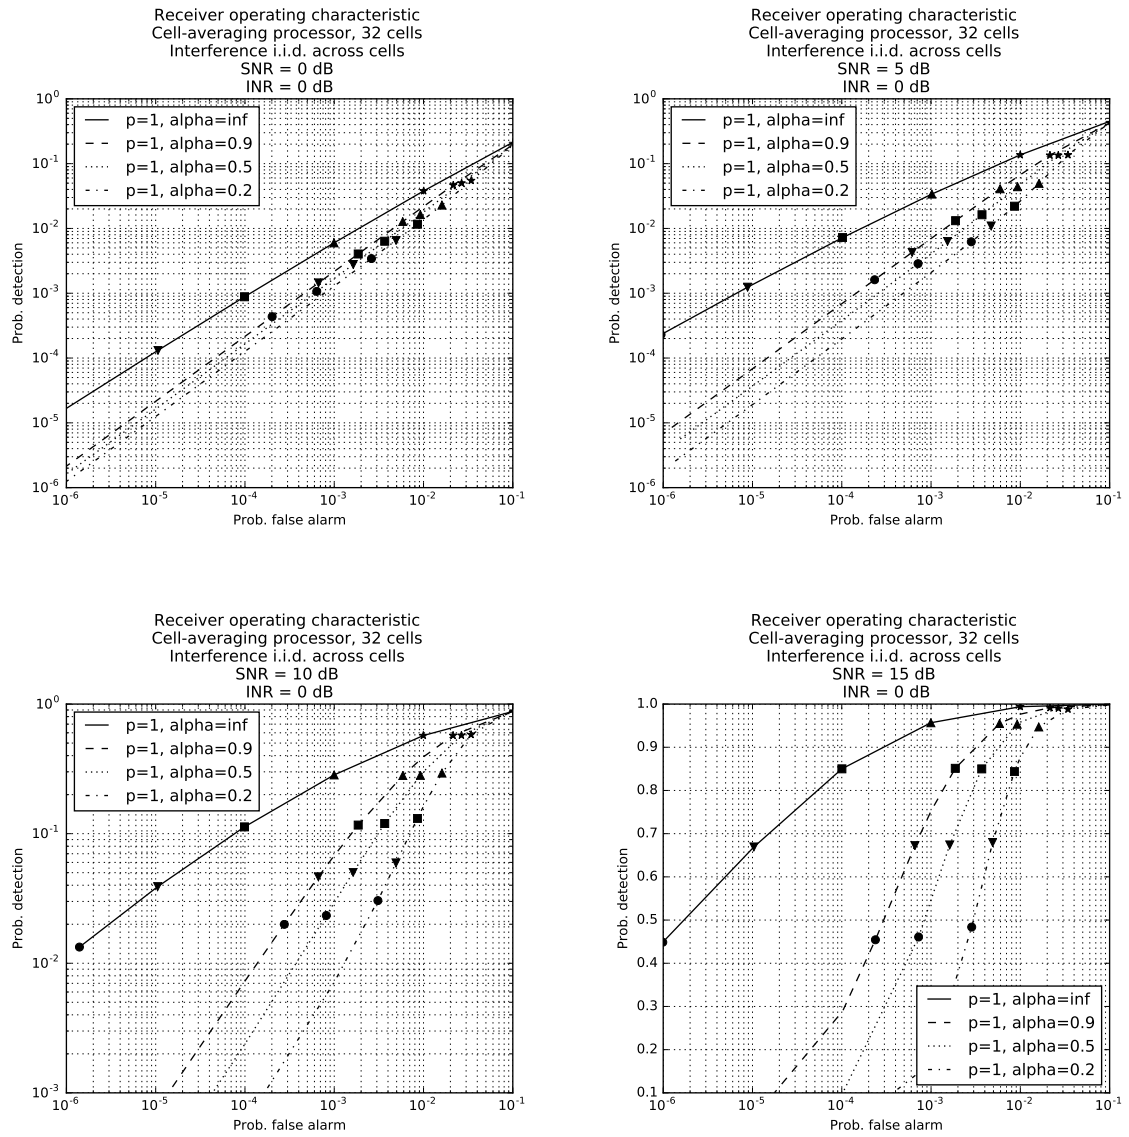 Receiver operating characteristic
Cell-averaging processor, 32 cells
Interference i.i.d. across cells
SNR = 0 dB
INR = 0 dB
p=1, alpha=inf
p=1, alpha=0.9
p=1, alpha=0.5
p=1, alpha=0.2
10^0
10^-1
10^-2
10^-3
10^-4
10^-5
10^-6
Prob. detection
10^-6 10^-5 10^-4 10^-3 10^-2 10^-1
Prob. false alarm
Receiver operating characteristic
Cell-averaging processor, 32 cells
Interference i.i.d. across cells
SNR = 5 dB
INR = 0 dB
p=1, alpha=inf
p=1, alpha=0.9
p=1, alpha=0.5
p=1, alpha=0.2
10^0
10^-1
10^-2
10^-3
10^-4
10^-5
10^-6
Prob. detection
10^-6 10^-5 10^-4 10^-3 10^-2 10^-1
Prob. false alarm
Receiver operating characteristic
Cell-averaging processor, 32 cells
Interference i.i.d. across cells
SNR = 10 dB
INR = 0 dB
p=1, alpha=inf
p=1, alpha=0.9
p=1, alpha=0.5
p=1, alpha=0.2
10^0
10^-1
10^-2
10^-3
Prob. detection
10^-6 10^-5 10^-4 10^-3 10^-2 10^-1
Prob. false alarm
Receiver operating characteristic
Cell-averaging processor, 32 cells
Interference i.i.d. across cells
SNR = 15 dB
INR = 0 dB
1.0
0.9
0.8
0.7
0.6
0.5
0.4
0.3
0.2
0.1
Prob. detection
p=1, alpha=inf
p=1, alpha=0.9
p=1, alpha=0.5
p=1, alpha=0.2
10^-6 10^-5 10^-4 10^-3 10^-2 10^-1
Prob. false alarm